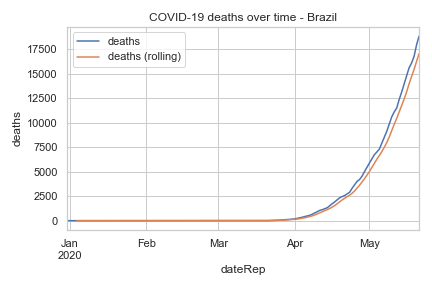 COVID-19 deaths over time - Brazil
deaths
deaths (rolling)
deaths
17500
15000
12500
10000
7500
5000
2500
0
Jan Feb Mar Apr May
2020
dateRep